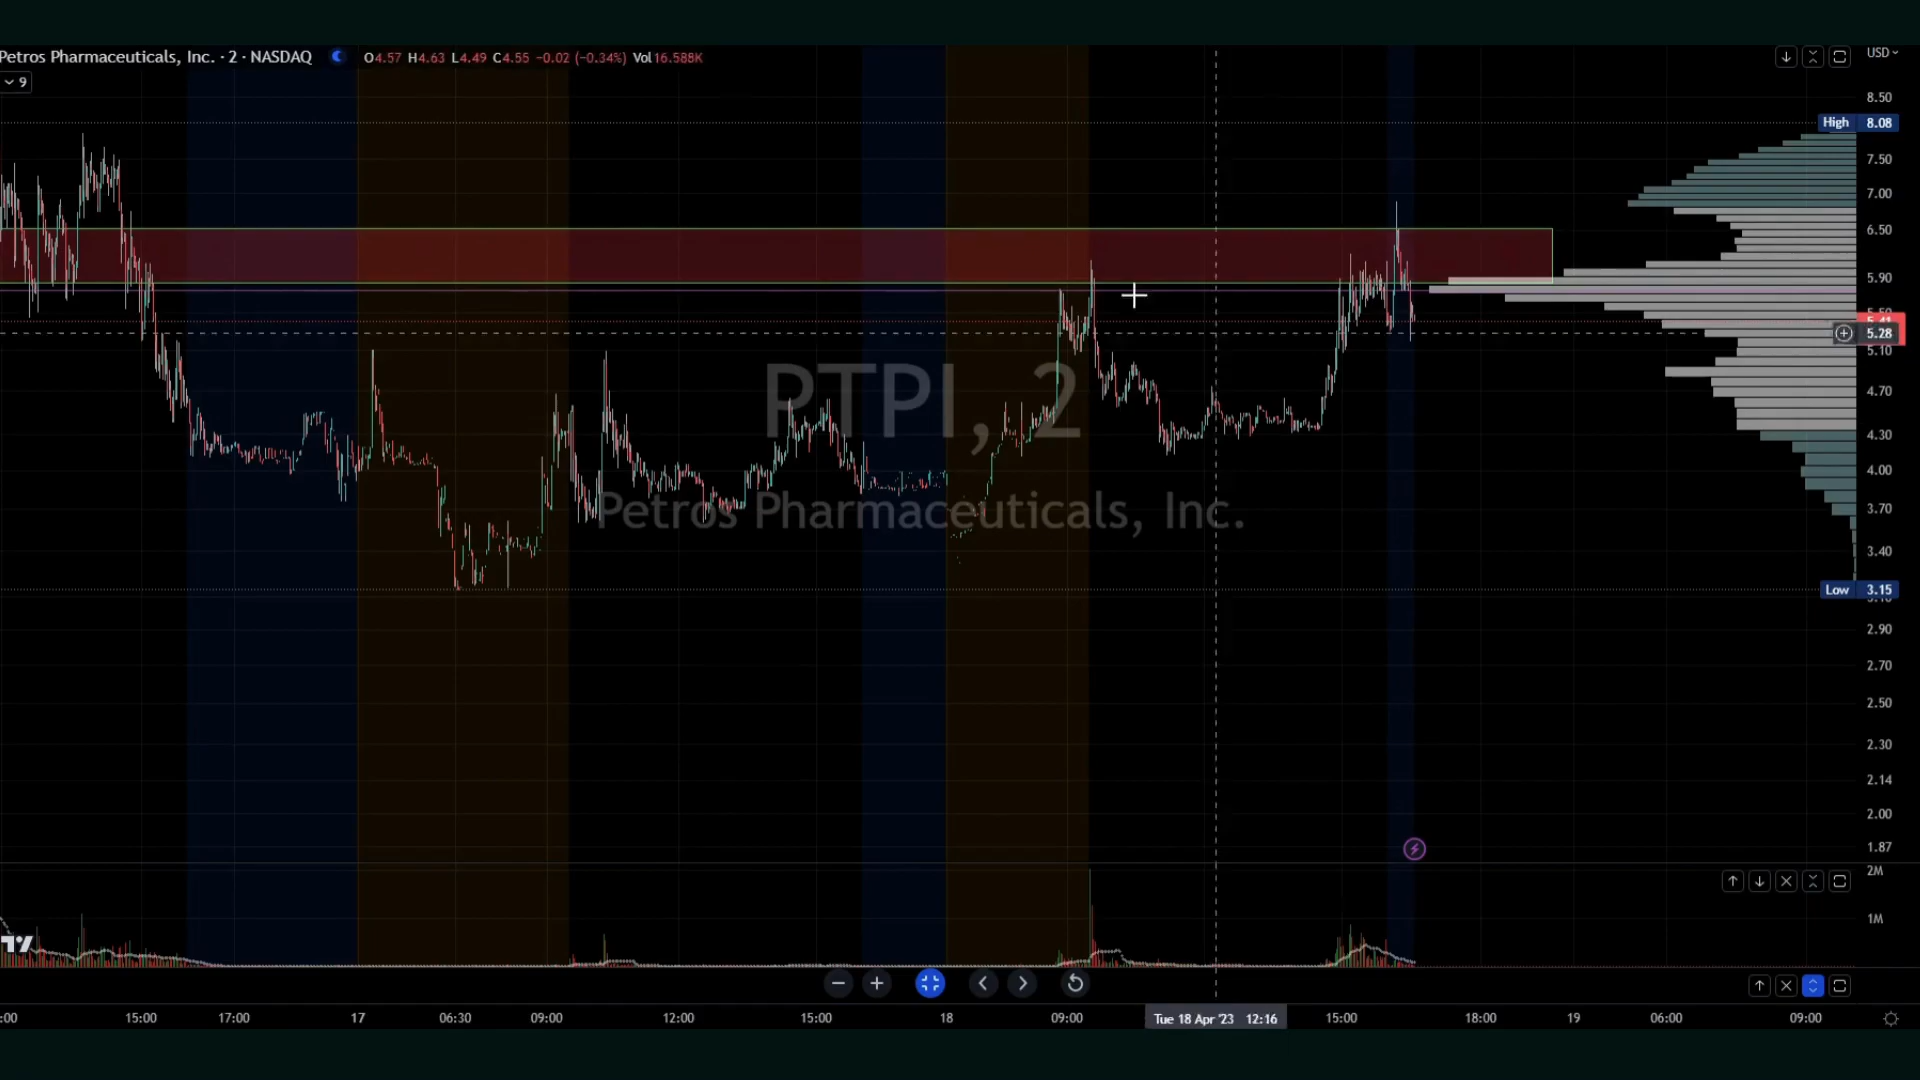 Petros Pharmaceuticals, Inc. · 2 · NASDAQ O4.57 H4.63 L4.49 C4.55 −0.02 (−0.34%) Vol16.588K
USD
9
8.50
High 8.08
7.50
7.00
6.50
5.90
5.41
5.28
5.10
4.70
4.30
4.00
3.70
3.40
Low 3.15
2.90
2.70
2.50
2.30
2.14
2.00
1.87
PTPI, 2
Petros Pharmaceuticals, Inc.
2M
1M
:00 15:00 17:00 17 06:30 09:00 12:00 15:00 18 09:00 Tue 18 Apr '23 12:16 15:00 18:00 19 06:00 09:00